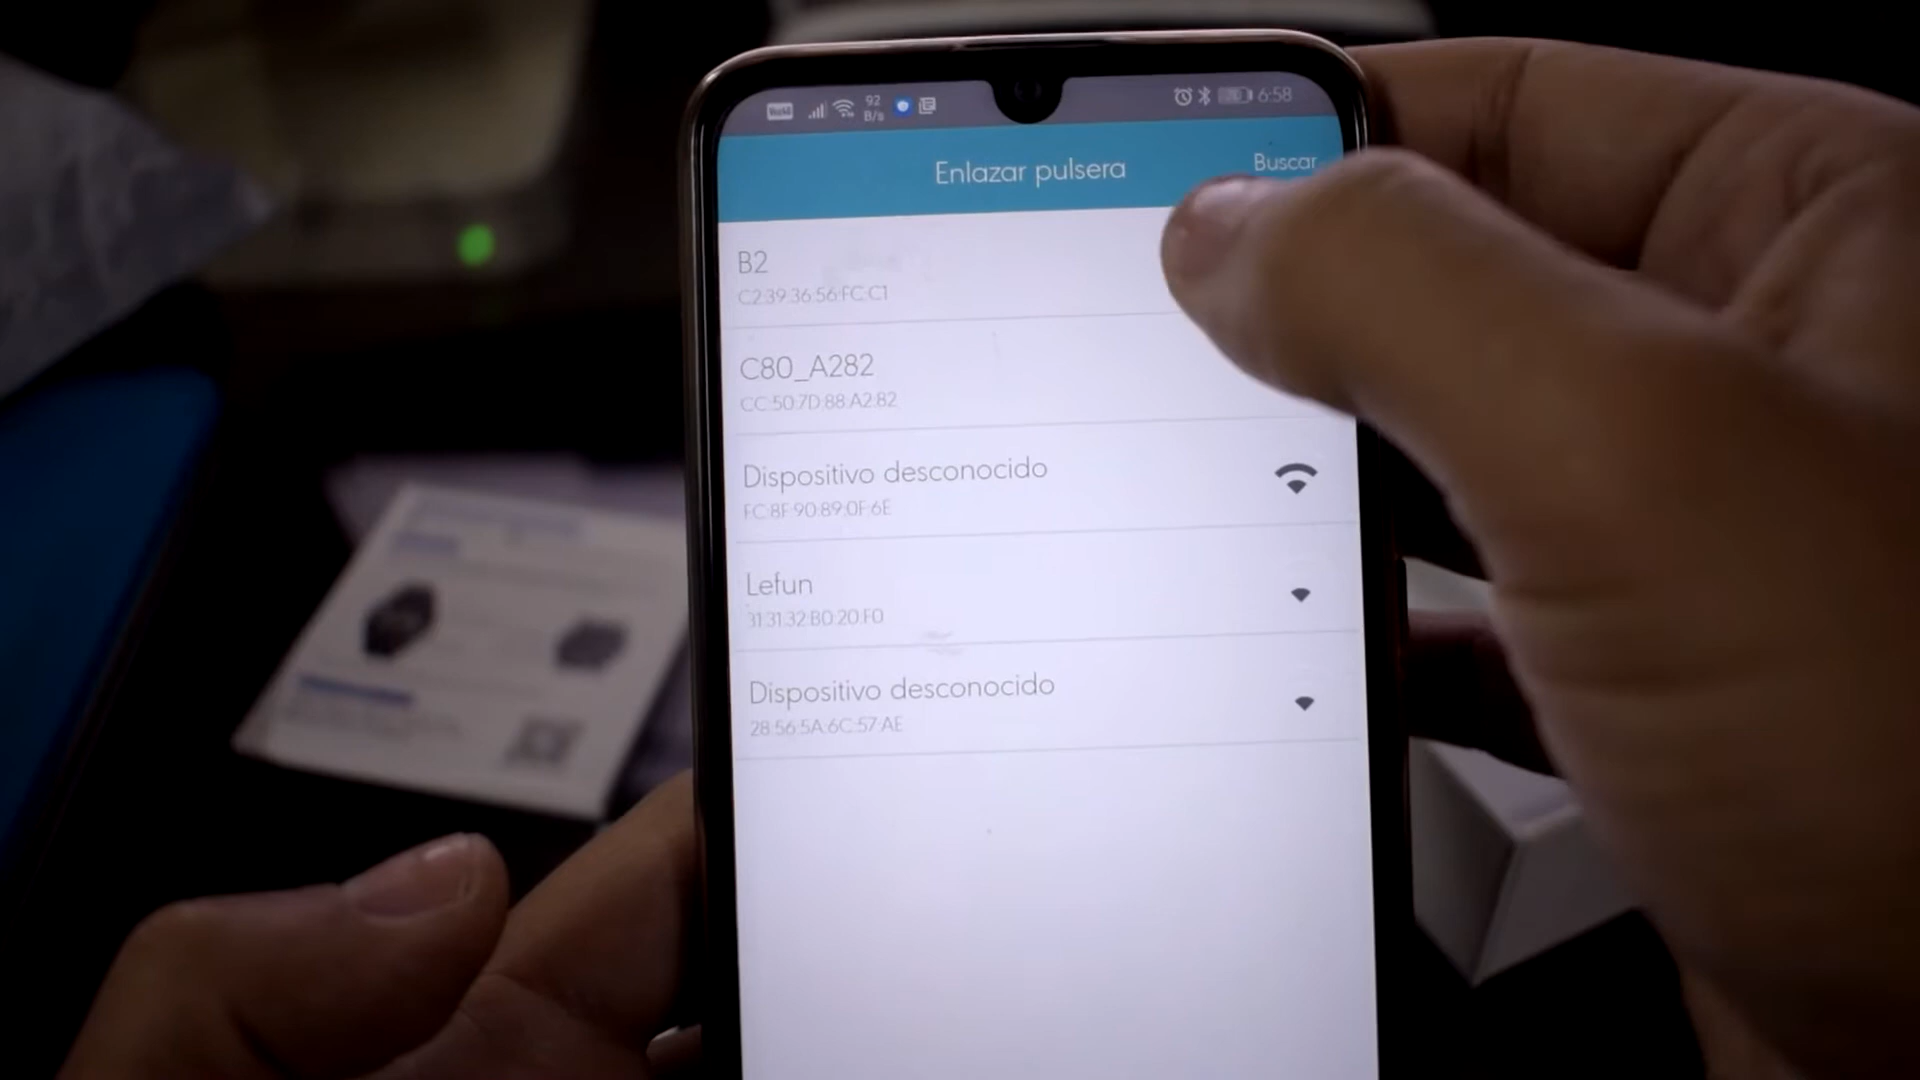 92
B/s
6:58
Enlazar pulsera
Buscar
B2
C2:39:36:56:FC:C1
C80_A282
CC:50:7D:88:A2:82
Dispositivo desconocido
FC:8F:90:89:0F:6E
Lefun
31:31:32:B0:20:F0
Dispositivo desconocido
28:56:5A:6C:57:AE